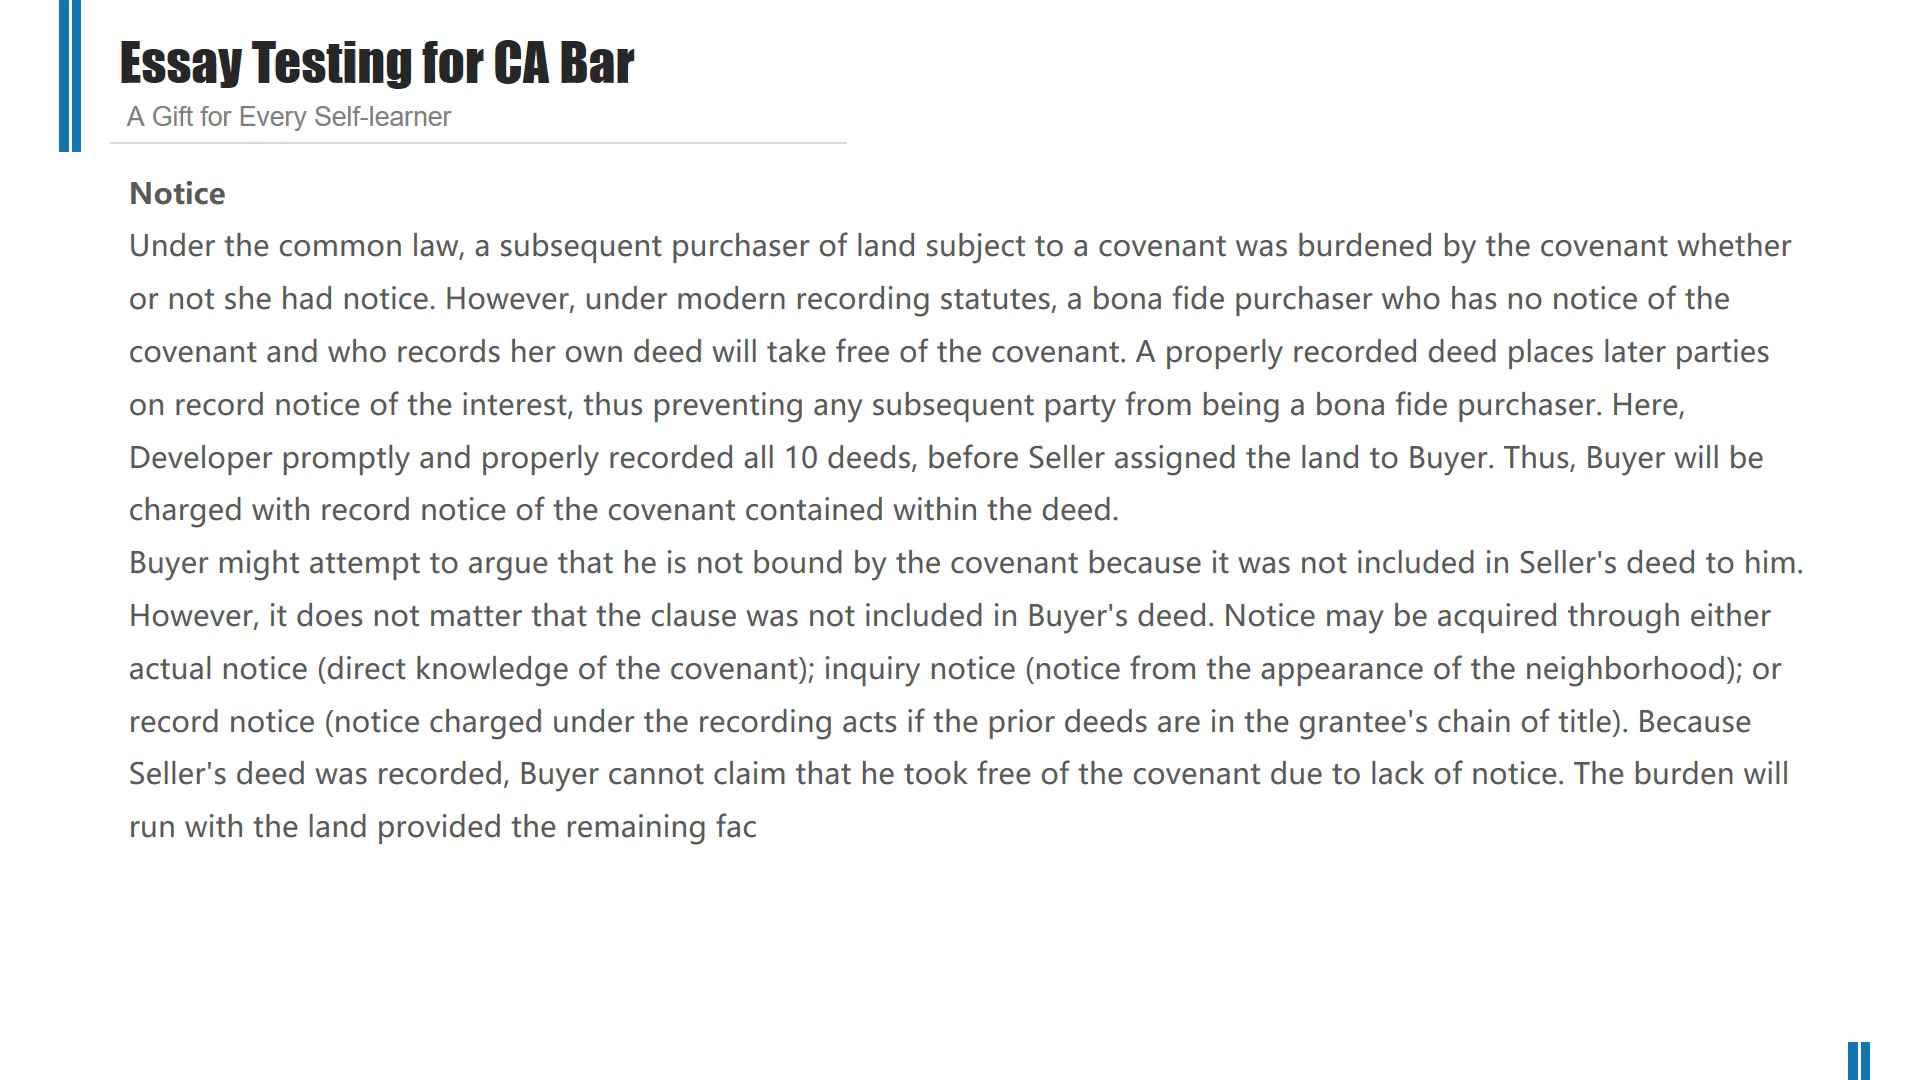 Essay Testing for CA Bar
A Gift for Every Self-learner
Notice
Under the common law, a subsequent purchaser of land subject to a covenant was burdened by the covenant whether
or not she had notice. However, under modern recording statutes, a bona fide purchaser who has no notice of the
covenant and who records her own deed will take free of the covenant. A properly recorded deed places later parties
on record notice of the interest, thus preventing any subsequent party from being a bona fide purchaser. Here,
Developer promptly and properly recorded all 10 deeds, before Seller assigned the land to Buyer. Thus, Buyer will be
charged with record notice of the covenant contained within the deed.
Buyer might attempt to argue that he is not bound by the covenant because it was not included in Seller's deed to him.
However, it does not matter that the clause was not included in Buyer's deed. Notice may be acquired through either
actual notice (direct knowledge of the covenant); inquiry notice (notice from the appearance of the neighborhood); or
record notice (notice charged under the recording acts if the prior deeds are in the grantee's chain of title). Because
Seller's deed was recorded, Buyer cannot claim that he took free of the covenant due to lack of notice. The burden will
run with the land provided the remaining fac